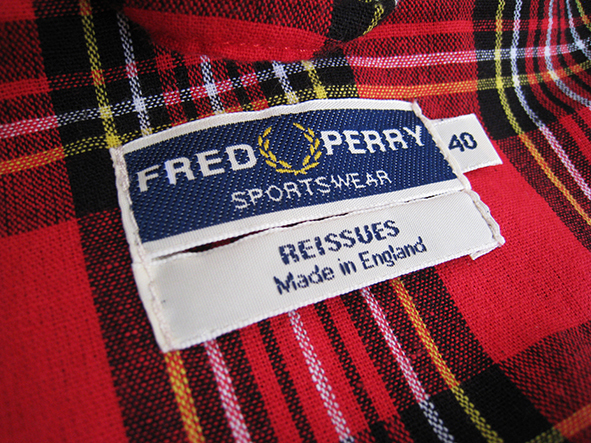 FRED PERRY
SPORTSWEAR
40
REISSUES
Made in England